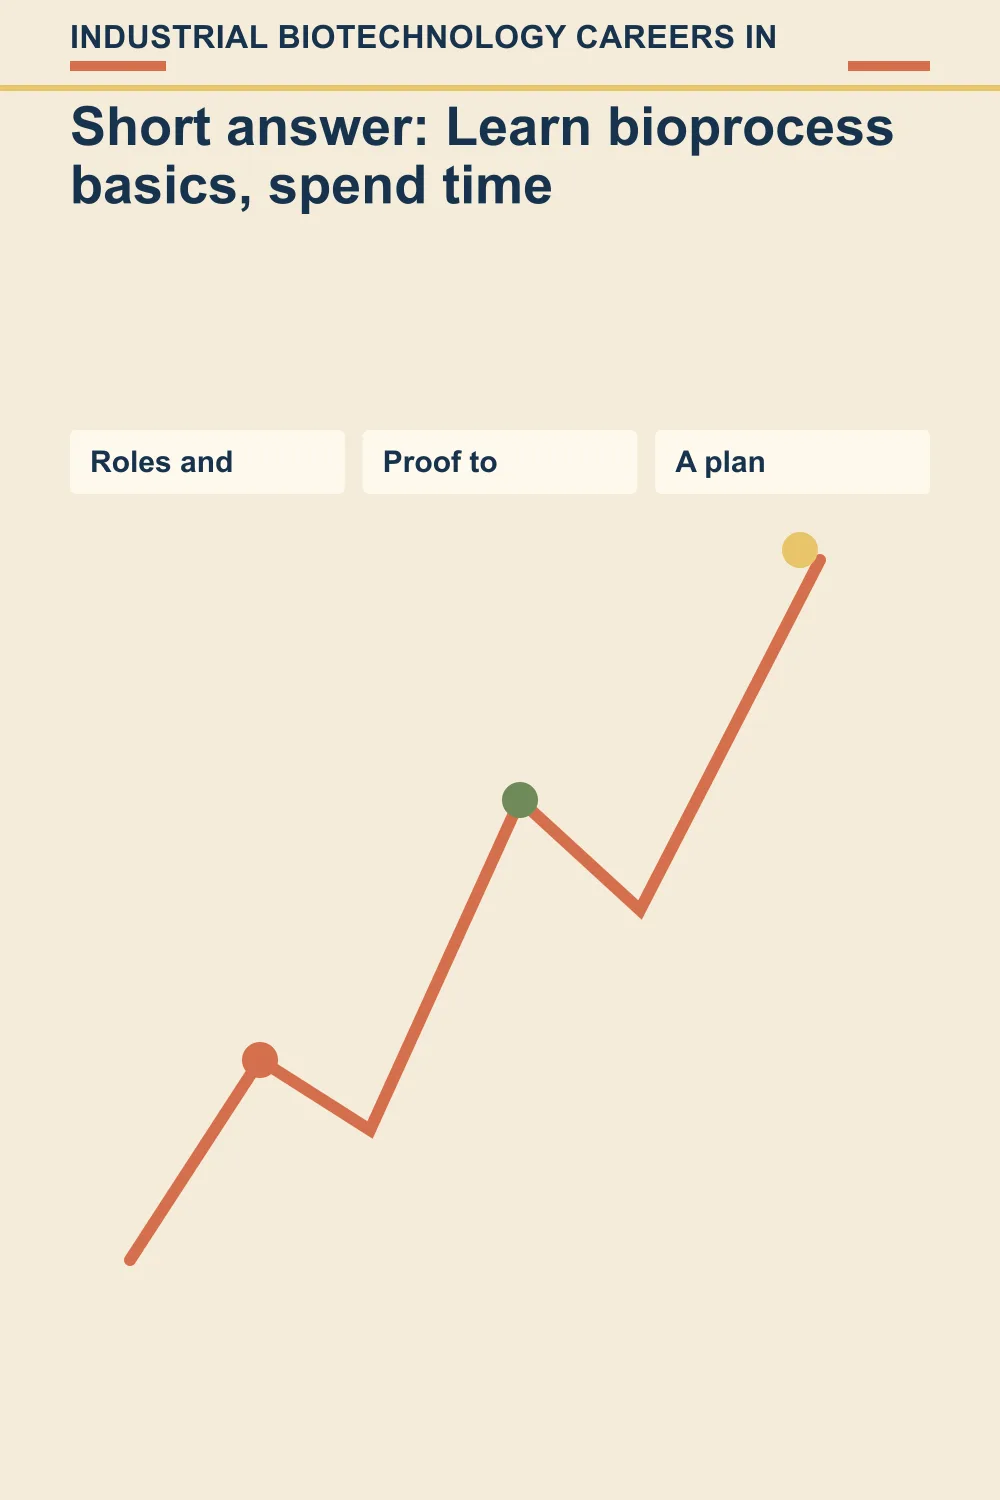 INDUSTRIAL BIOTECHNOLOGY CAREERS IN
Short answer: Learn bioprocess
basics, spend time
Roles and
Proof to
A plan